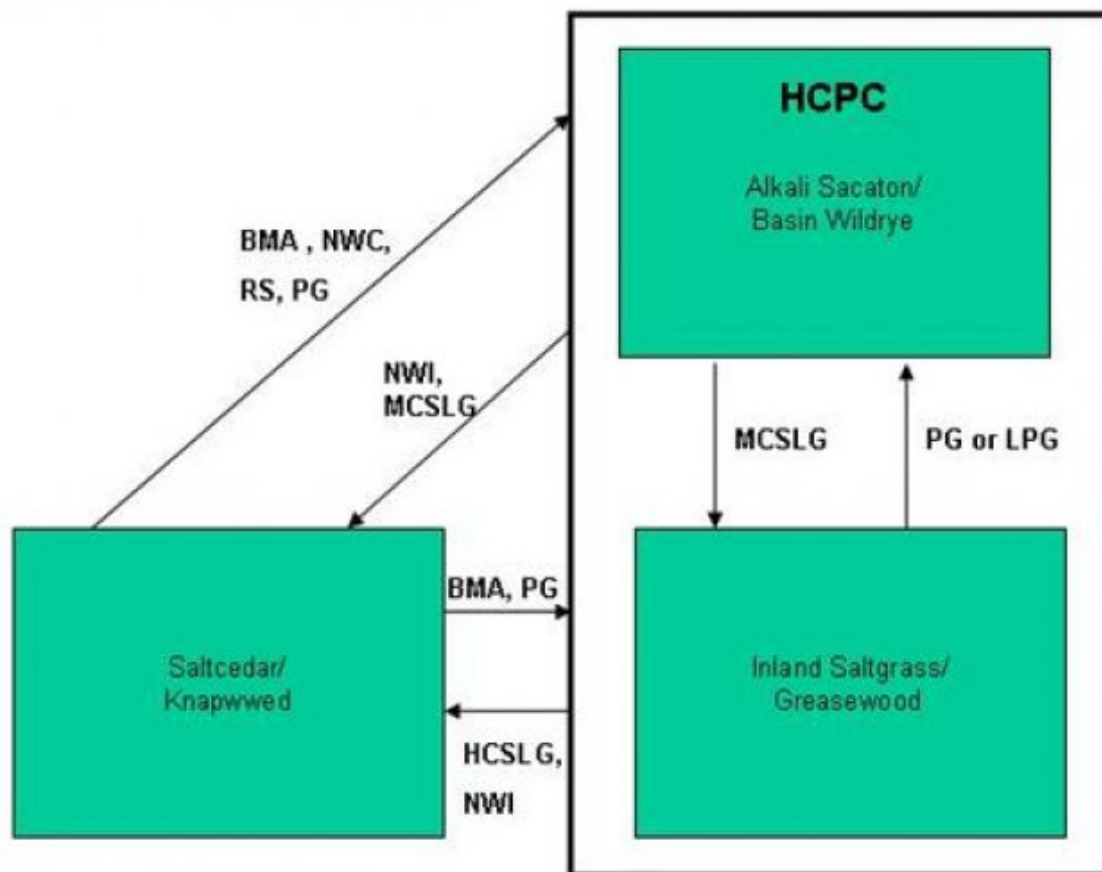 HCPC
Alkali Sacaton/
Basin Wildrye
BMA , NWC,
RS, PG
NWI,
MCSLG
MCSLG
PG or LPG
BMA, PG
Saltcedar/
Knapwwed
Inland Saltgrass/
Greasewood
HCSLG,
NWI